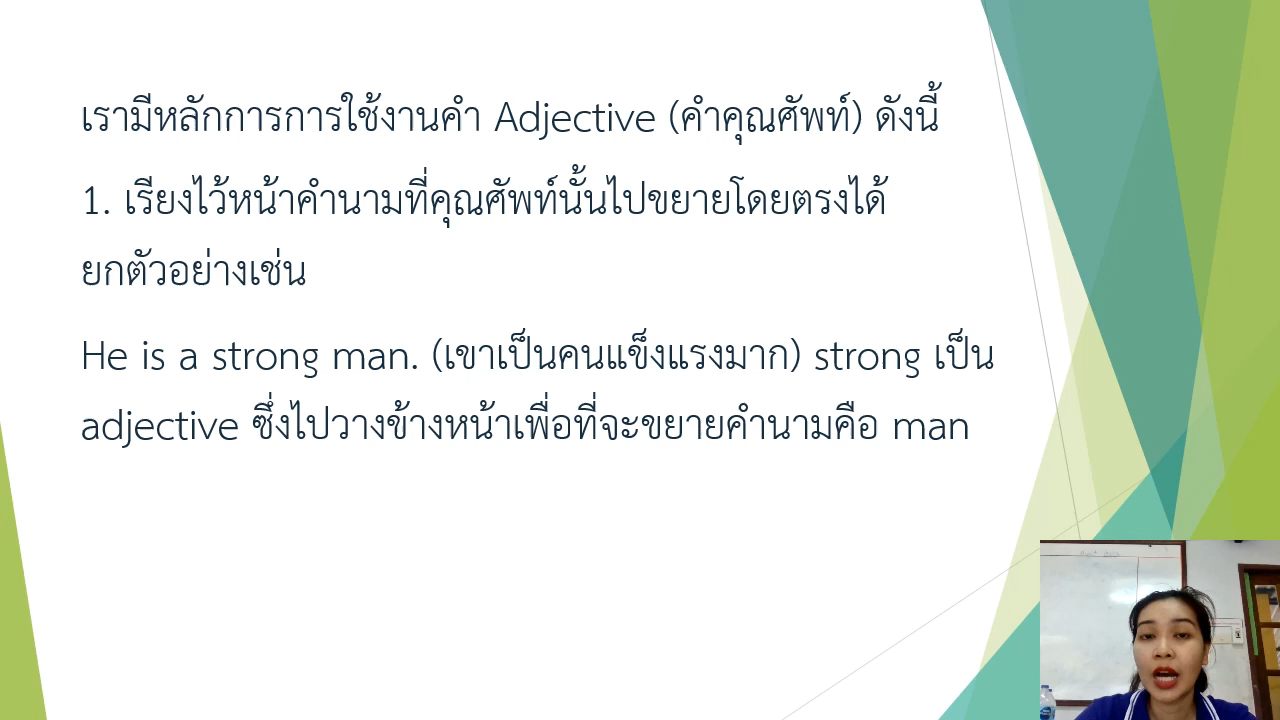 เรามีหลักการการใช้งานคำ Adjective (คำคุณศัพท์) ดังนี้
1. เรียงไว้หน้าคำนามที่คุณศัพท์นั้นไปขยายโดยตรงได้
ยกตัวอย่างเช่น
He is a strong man. (เขาเป็นคนแข็งแรงมาก) strong เป็น
adjective ซึ่งไปวางข้างหน้าเพื่อที่จะขยายคำนามคือ man